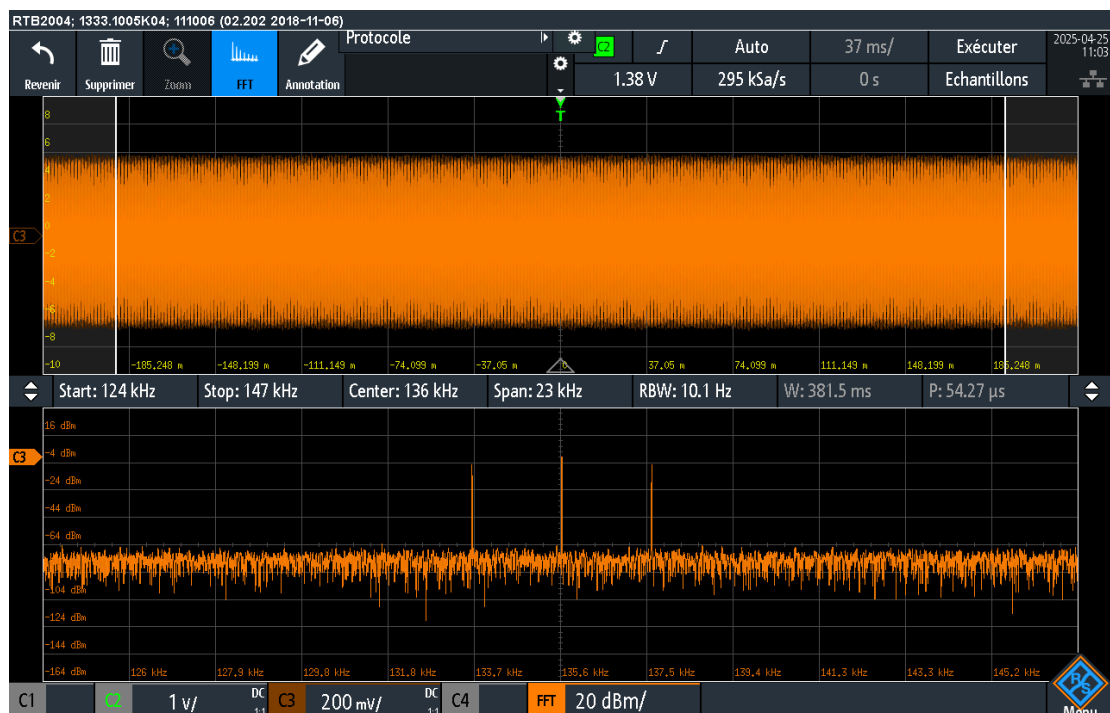 RTB2004; 1333.1005K04; 111006 (02.202 2018-11-06)
Revenir Supprimer Zoom FFT Annotation
Protocole
C2 Auto 37 ms/ Exécuter
1.38 V 295 kSa/s 0 s Echantillons
2025-04-25
11:03
T
8
6
4
2
0
C3
-2
-4
-6
-8
-10 -185,248 m -148,199 m -111,149 m -74,099 m -37,05 m 0 37,05 m 74,099 m 111,149 m 148,199 m 185,248 m
Start: 124 kHz Stop: 147 kHz Center: 136 kHz Span: 23 kHz RBW: 10.1 Hz W: 381.5 ms P: 54.27 µs
16 dBm
C3 -4 dBm
-24 dBm
-44 dBm
-64 dBm
-104 dBm
-124 dBm
-144 dBm
-164 dBm 126 kHz 127,9 kHz 129,8 kHz 131,8 kHz 133,7 kHz 135,6 kHz 137,5 kHz 139,4 kHz 141,3 kHz 143,3 kHz 145,2 kHz
C1 C2 1 V/ DC 1:1 C3 200 mV/ DC 1:1 C4 FFT 20 dBm/
R&S
Menu